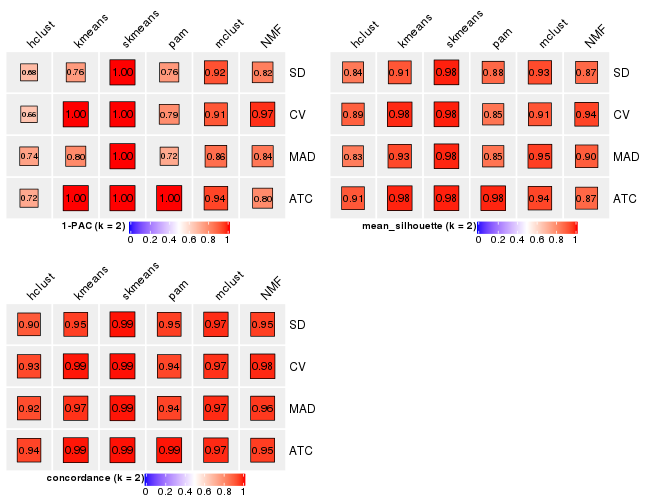 hclust kmeans skmeans pam mclust NMF
0.68 0.76 1.00 0.76 0.92 0.82 SD
0.66 1.00 1.00 0.79 0.91 0.97 CV
0.74 0.80 1.00 0.72 0.86 0.84 MAD
0.72 1.00 1.00 1.00 0.94 0.80 ATC
1-PAC (k = 2)
0 0.2 0.4 0.6 0.8 1
hclust kmeans skmeans pam mclust NMF
0.84 0.91 0.98 0.88 0.93 0.87 SD
0.89 0.98 0.98 0.85 0.91 0.94 CV
0.83 0.93 0.98 0.85 0.95 0.90 MAD
0.91 0.98 0.98 0.98 0.94 0.87 ATC
mean_silhouette (k = 2)
0 0.2 0.4 0.6 0.8 1
hclust kmeans skmeans pam mclust NMF
0.90 0.95 0.99 0.95 0.97 0.95 SD
0.93 0.99 0.99 0.94 0.97 0.98 CV
0.92 0.97 0.99 0.94 0.97 0.96 MAD
0.94 0.99 0.99 0.99 0.97 0.95 ATC
concordance (k = 2)
0 0.2 0.4 0.6 0.8 1